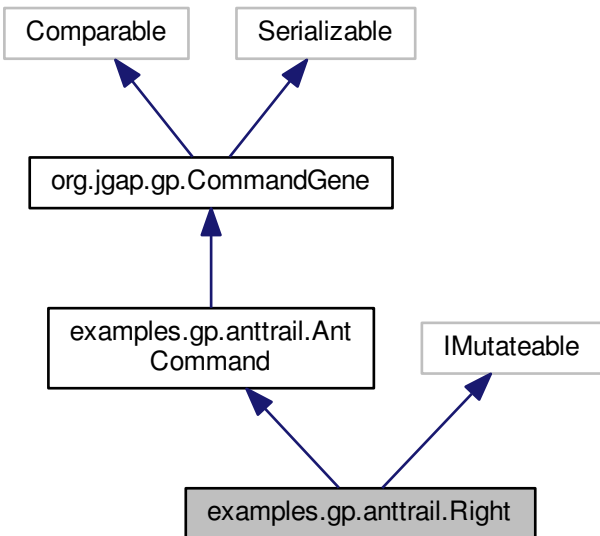 Comparable
Serializable
org.jgap.gp.CommandGene
examples.gp.anttrail.Ant
Command
IMutateable
examples.gp.anttrail.Right